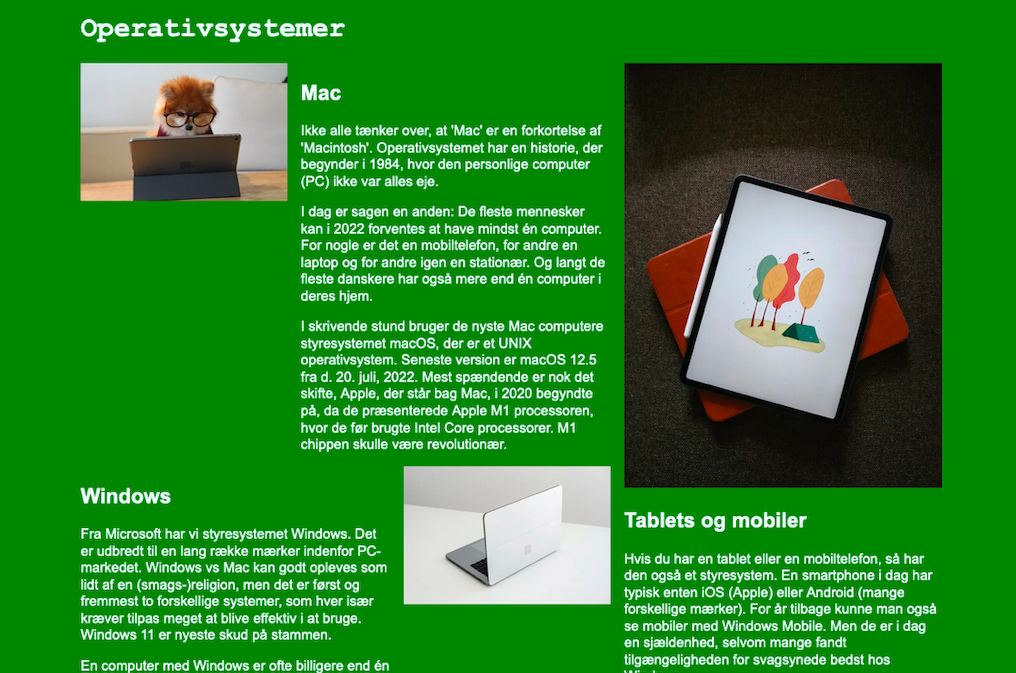 Operativsystemer
Mac
Ikke alle tænker over, at 'Mac' er en forkortelse af
'Macintosh'. Operativsystemet har en historie, der
begynder i 1984, hvor den personlige computer
(PC) ikke var alles eje.
I dag er sagen en anden: De fleste mennesker
kan i 2022 forventes at have mindst én computer.
For nogle er det en mobiltelefon, for andre en
laptop og for andre igen en stationær. Og langt de
fleste danskere har også mere end én computer i
deres hjem.
I skrivende stund bruger de nyste Mac computere
styresystemet macOS, der er et UNIX
operativsystem. Seneste version er macOS 12.5
fra d. 20. juli, 2022. Mest spændende er nok det
skifte, Apple, der står bag Mac, i 2020 begyndte
på, da de præsenterede Apple M1 processoren,
hvor de før brugte Intel Core processorer. M1
chippen skulle være revolutionær.
Windows
Fra Microsoft har vi styresystemet Windows. Det
er udbredt til en lang række mærker indenfor PC-
markedet. Windows vs Mac kan godt opleves som
lidt af en (smags-)religion, men det er først og
fremmest to forskellige systemer, som hver især
kræver tilpas meget at blive effektiv i at bruge.
Windows 11 er nyeste skud på stammen.
En computer med Windows er ofte billigere end én
Tablets og mobiler
Hvis du har en tablet eller en mobiltelefon, så har
den også et styresystem. En smartphone i dag har
typisk enten iOS (Apple) eller Android (mange
forskellige mærker). For år tilbage kunne man også
se mobiler med Windows Mobile. Men de er i dag
en sjældenhed, selvom mange fandt
tilgængeligheden for svagsynede bedst hos